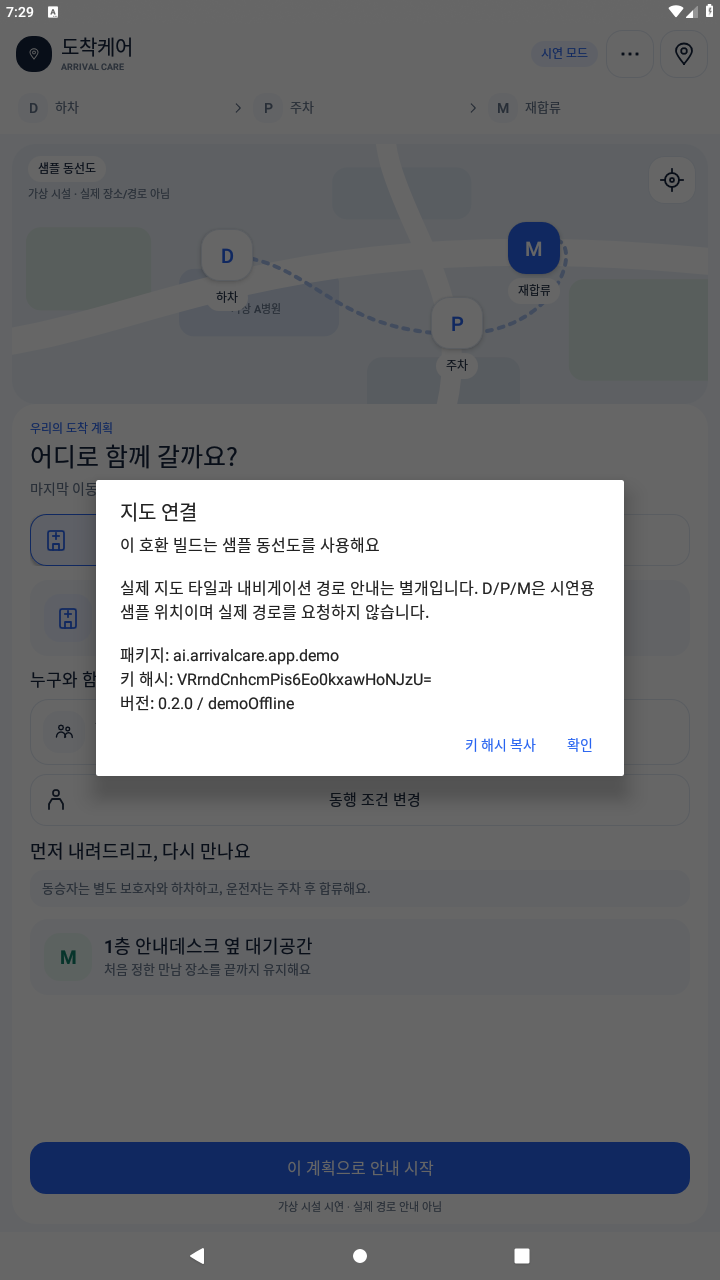 7:29
도착케어
ARRIVAL CARE
시연 모드
D 하차
P 주차
M 재합류
샘플 동선도
가상 시설 · 실제 장소/경로 아님
D
하차
A병원
M
재합류
P
주차
우리의 도착 계획
어디로 함께 갈까요?
마지막 이동
지도 연결
이 호환 빌드는 샘플 동선도를 사용해요
실제 지도 타일과 내비게이션 경로 안내는 별개입니다. D/P/M은 시연용
샘플 위치이며 실제 경로를 요청하지 않습니다.
패키지: ai.arrivalcare.app.demo
키 해시: VRrndCnhcmPis6Eo0kxawHoNJzU=
버전: 0.2.0 / demoOffline
키 해시 복사 확인
누구와 함
동행 조건 변경
먼저 내려드리고, 다시 만나요
동승자는 별도 보호자와 하차하고, 운전자는 주차 후 합류해요.
M
1층 안내데스크 옆 대기공간
처음 정한 만남 장소를 끝까지 유지해요
이 계획으로 안내 시작
가상 시설 시연 · 실제 경로 안내 아님